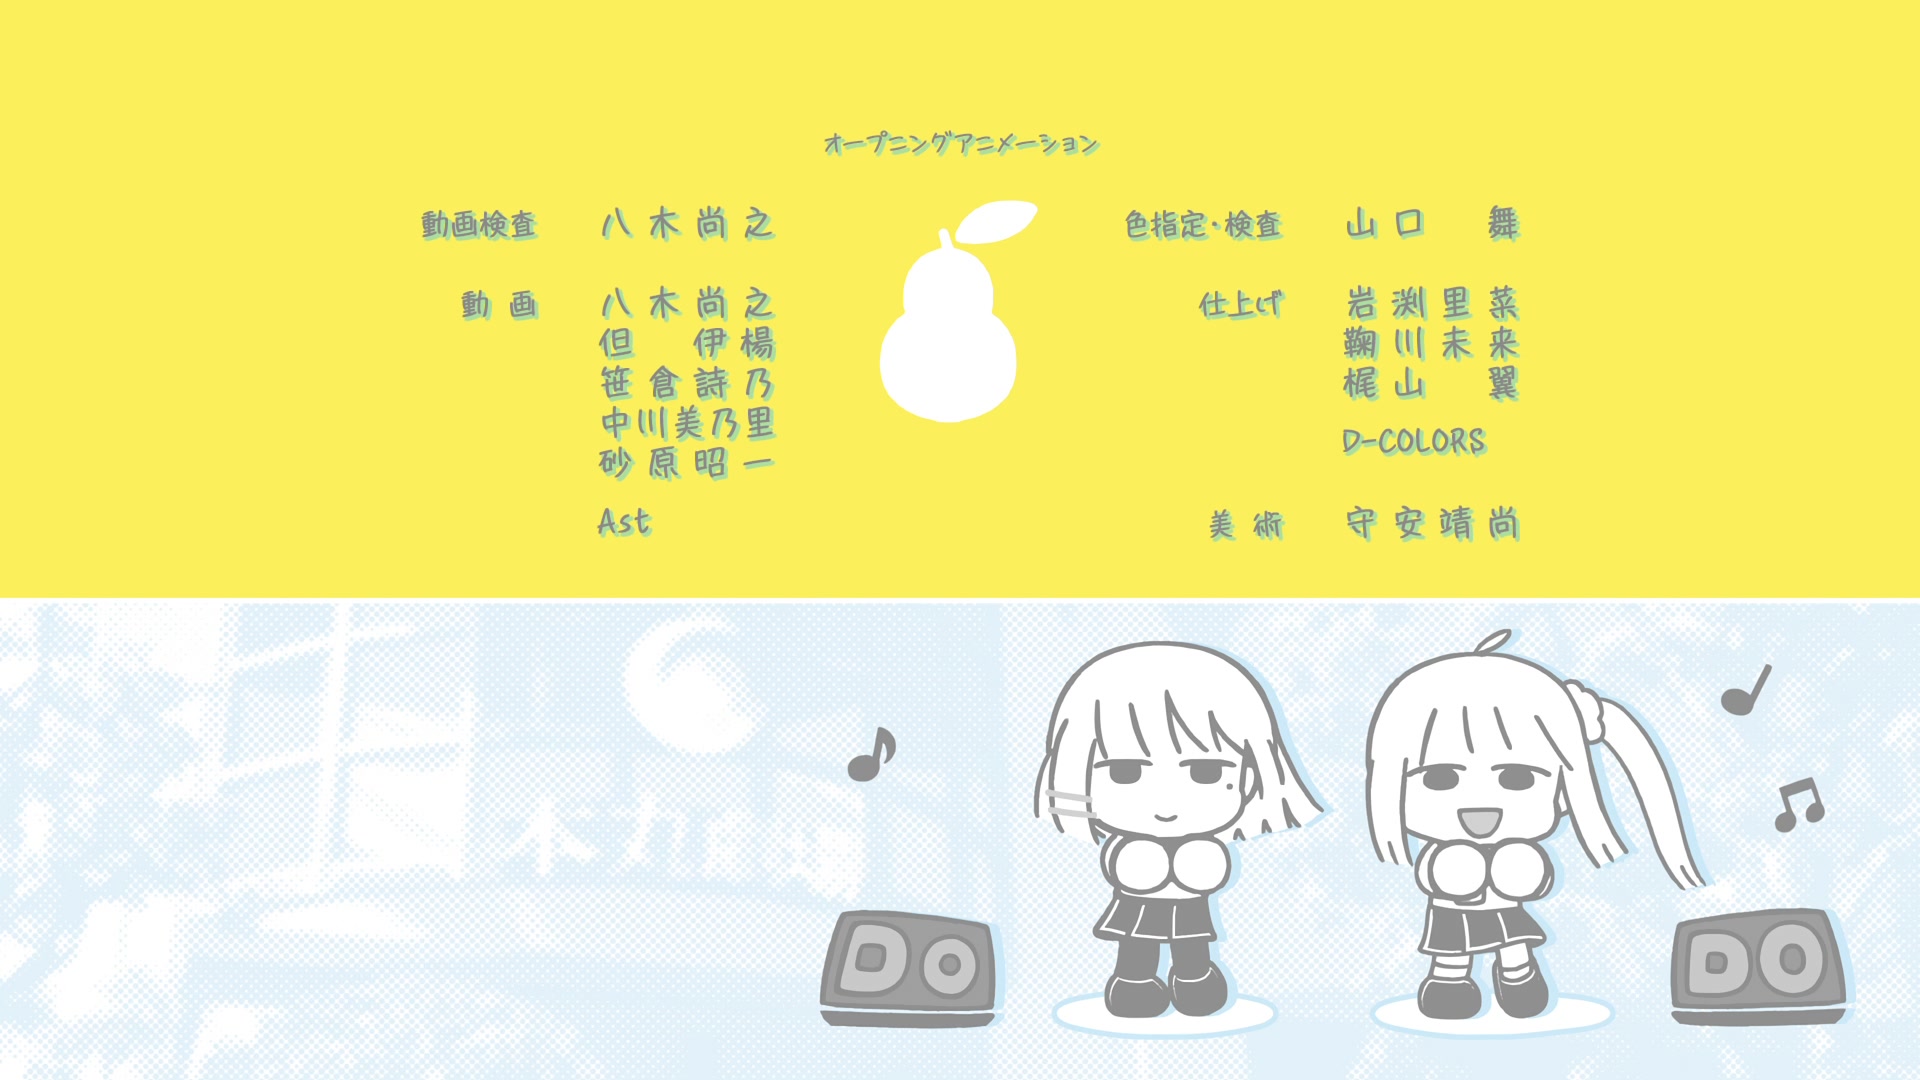 オープニングアニメーション
動画検査 八木尚之
動画 八木尚之
但 伊楊
笹倉詩乃
中川美乃里
砂原昭一
Ast
色指定・検査 山口 舞
仕上げ 岩渕里菜
鞠川未来
梶山 翼
D-COLORS
美術 守安靖尚
DO
DO